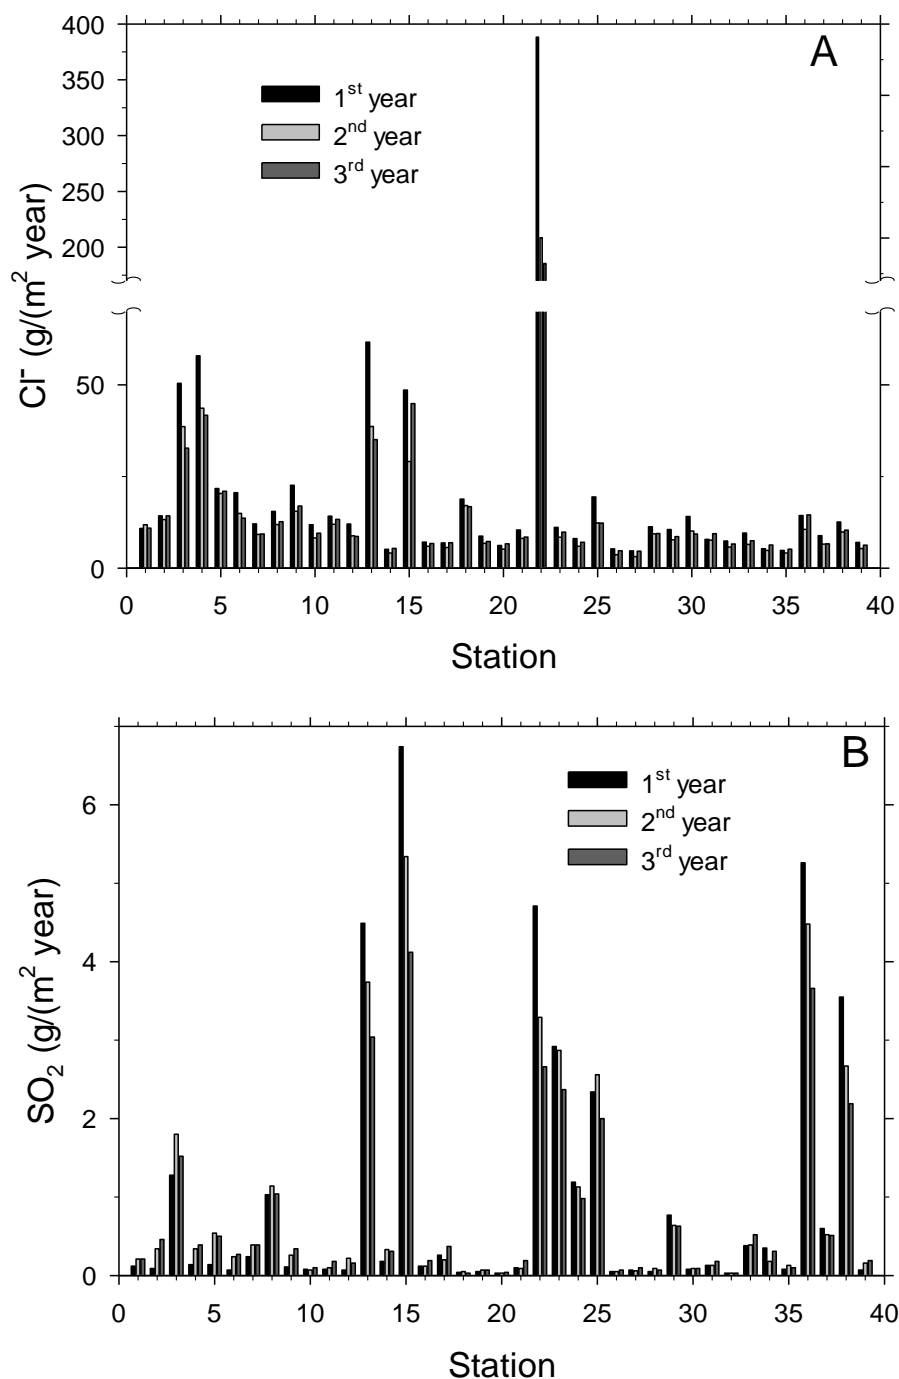 A
400
350
300
250
200
50
0
Cl⁻ (g/(m² year)
1st year
2nd year
3rd year
0 5 10 15 20 25 30 35 40
Station
B
6
4
2
0
SO₂ (g/(m² year)
1st year
2nd year
3rd year
0 5 10 15 20 25 30 35 40
Station